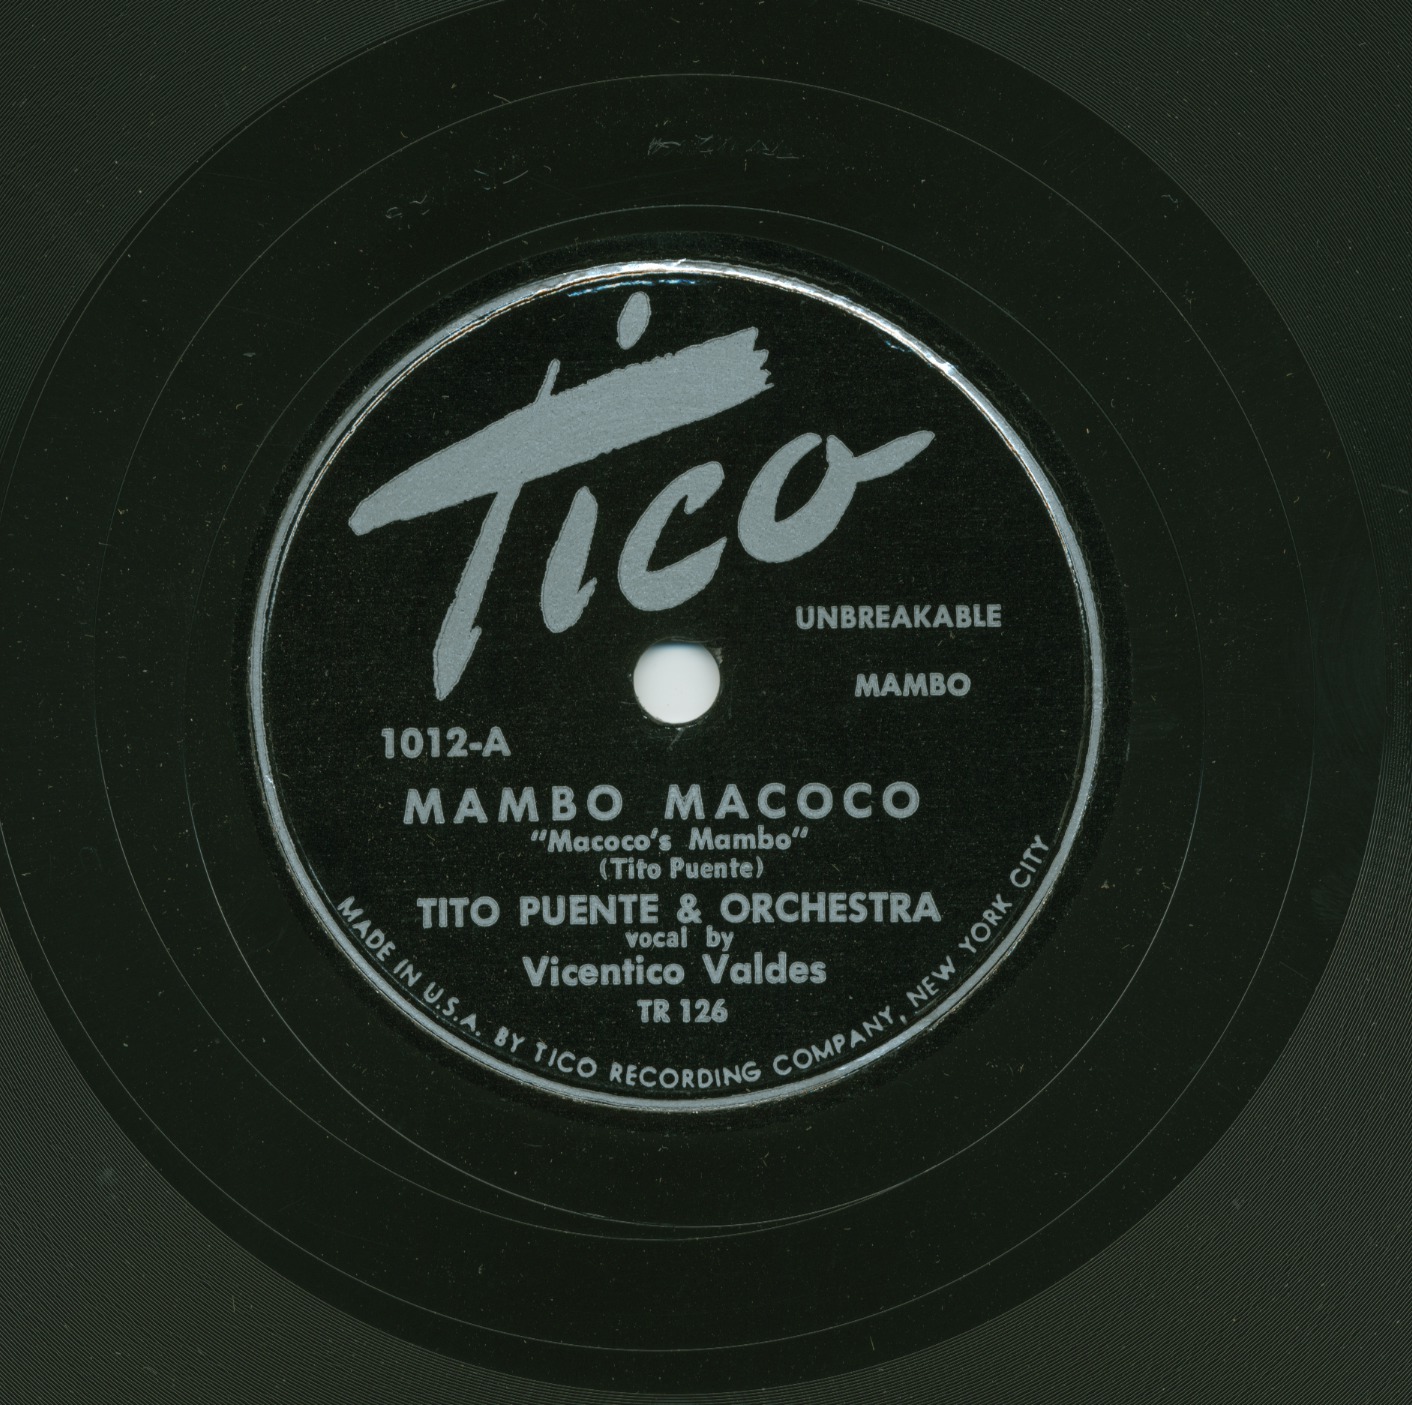 Tico
UNBREAKABLE
MAMBO
1012-A
MAMBO MACOCO
"Macoco's Mambo"
(Tito Puente)
TITO PUENTE & ORCHESTRA
vocal by
Vicentico Valdes
TR 126
MADE IN U.S.A. BY TICO RECORDING COMPANY, NEW YORK CITY